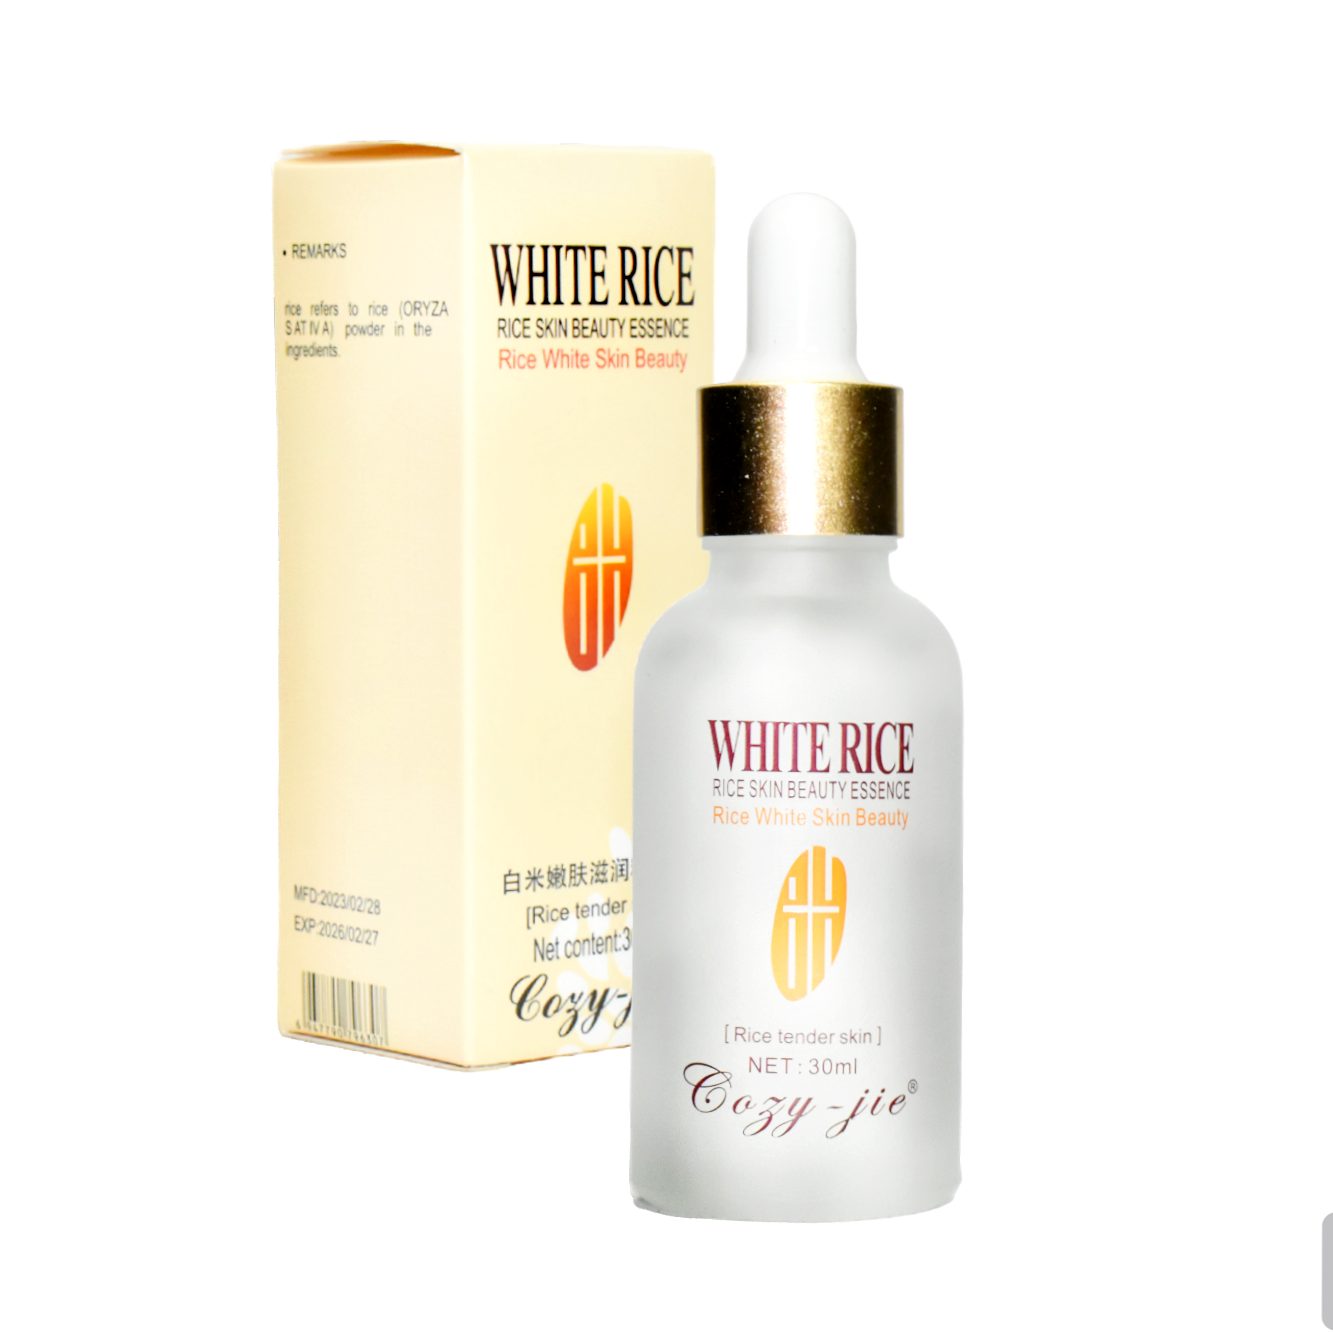 • REMARKS
rice refers to rice (ORYZA
SATIVA) powder in the
ingredients.
MFD:2023/02/28
EXP:2026/02/27
WHITE RICE
RICE SKIN BEAUTY ESSENCE
Rice White Skin Beauty
白米嫩肤滋润
[Rice tender
Net content:3
Cozy-
WHITE RICE
RICE SKIN BEAUTY ESSENCE
Rice White Skin Beauty
[ Rice tender skin ]
NET : 30ml
Cozy-jie®